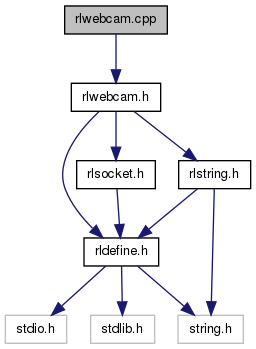 rlwebcam.cpp
rlwebcam.h
rlsocket.h
rlstring.h
rldefine.h
stdio.h
stdlib.h
string.h